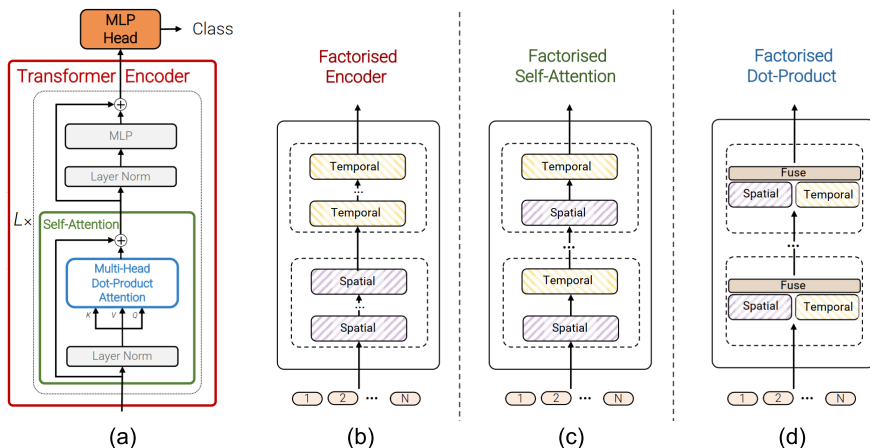 MLP
Head
Class
Transformer Encoder
MLP
Layer Norm
L×
Self-Attention
Multi-Head
Dot-Product
Attention
K V Q
Layer Norm
(a)
Factorised
Encoder
Temporal
...
Temporal
Spatial
...
Spatial
1 2 ... N
(b)
Factorised
Self-Attention
Temporal
Spatial
...
Temporal
Spatial
1 2 ... N
(c)
Factorised
Dot-Product
Fuse
Spatial Temporal
...
Fuse
Spatial Temporal
1 2 ... N
(d)